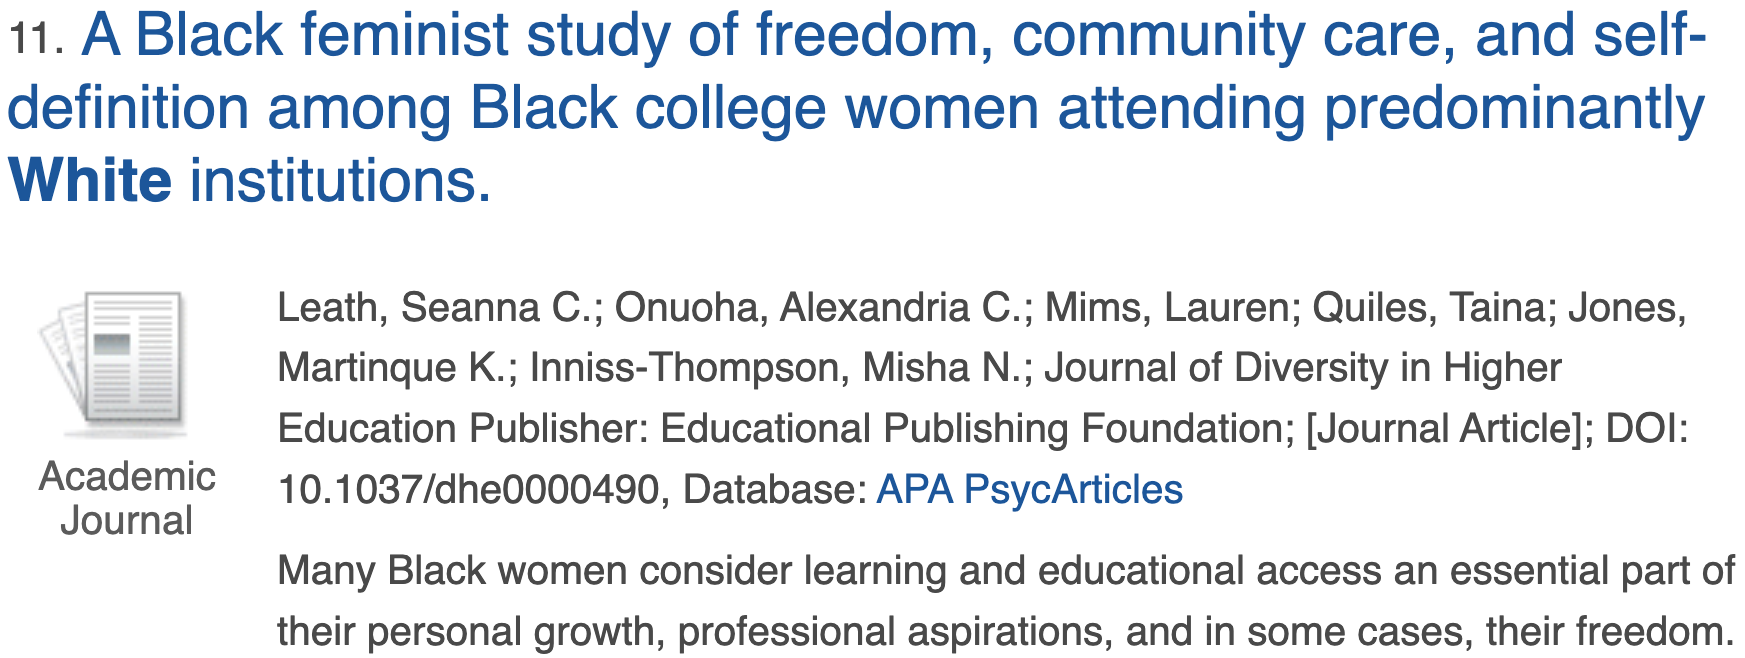 11. A Black feminist study of freedom, community care, and self-
definition among Black college women attending predominantly
White institutions.
Academic
Journal
Leath, Seanna C.; Onuoha, Alexandria C.; Mims, Lauren; Quiles, Taina; Jones,
Martinque K.; Inniss-Thompson, Misha N.; Journal of Diversity in Higher
Education Publisher: Educational Publishing Foundation; [Journal Article]; DOI:
10.1037/dhe0000490, Database: APA PsycArticles
Many Black women consider learning and educational access an essential part of
their personal growth, professional aspirations, and in some cases, their freedom.